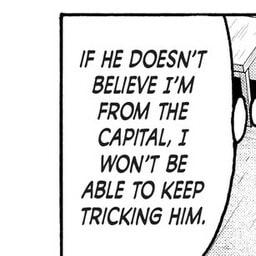 IF HE DOESN'T
BELIEVE I'M
FROM THE
CAPITAL, I
WON'T BE
ABLE TO KEEP
TRICKING HIM.